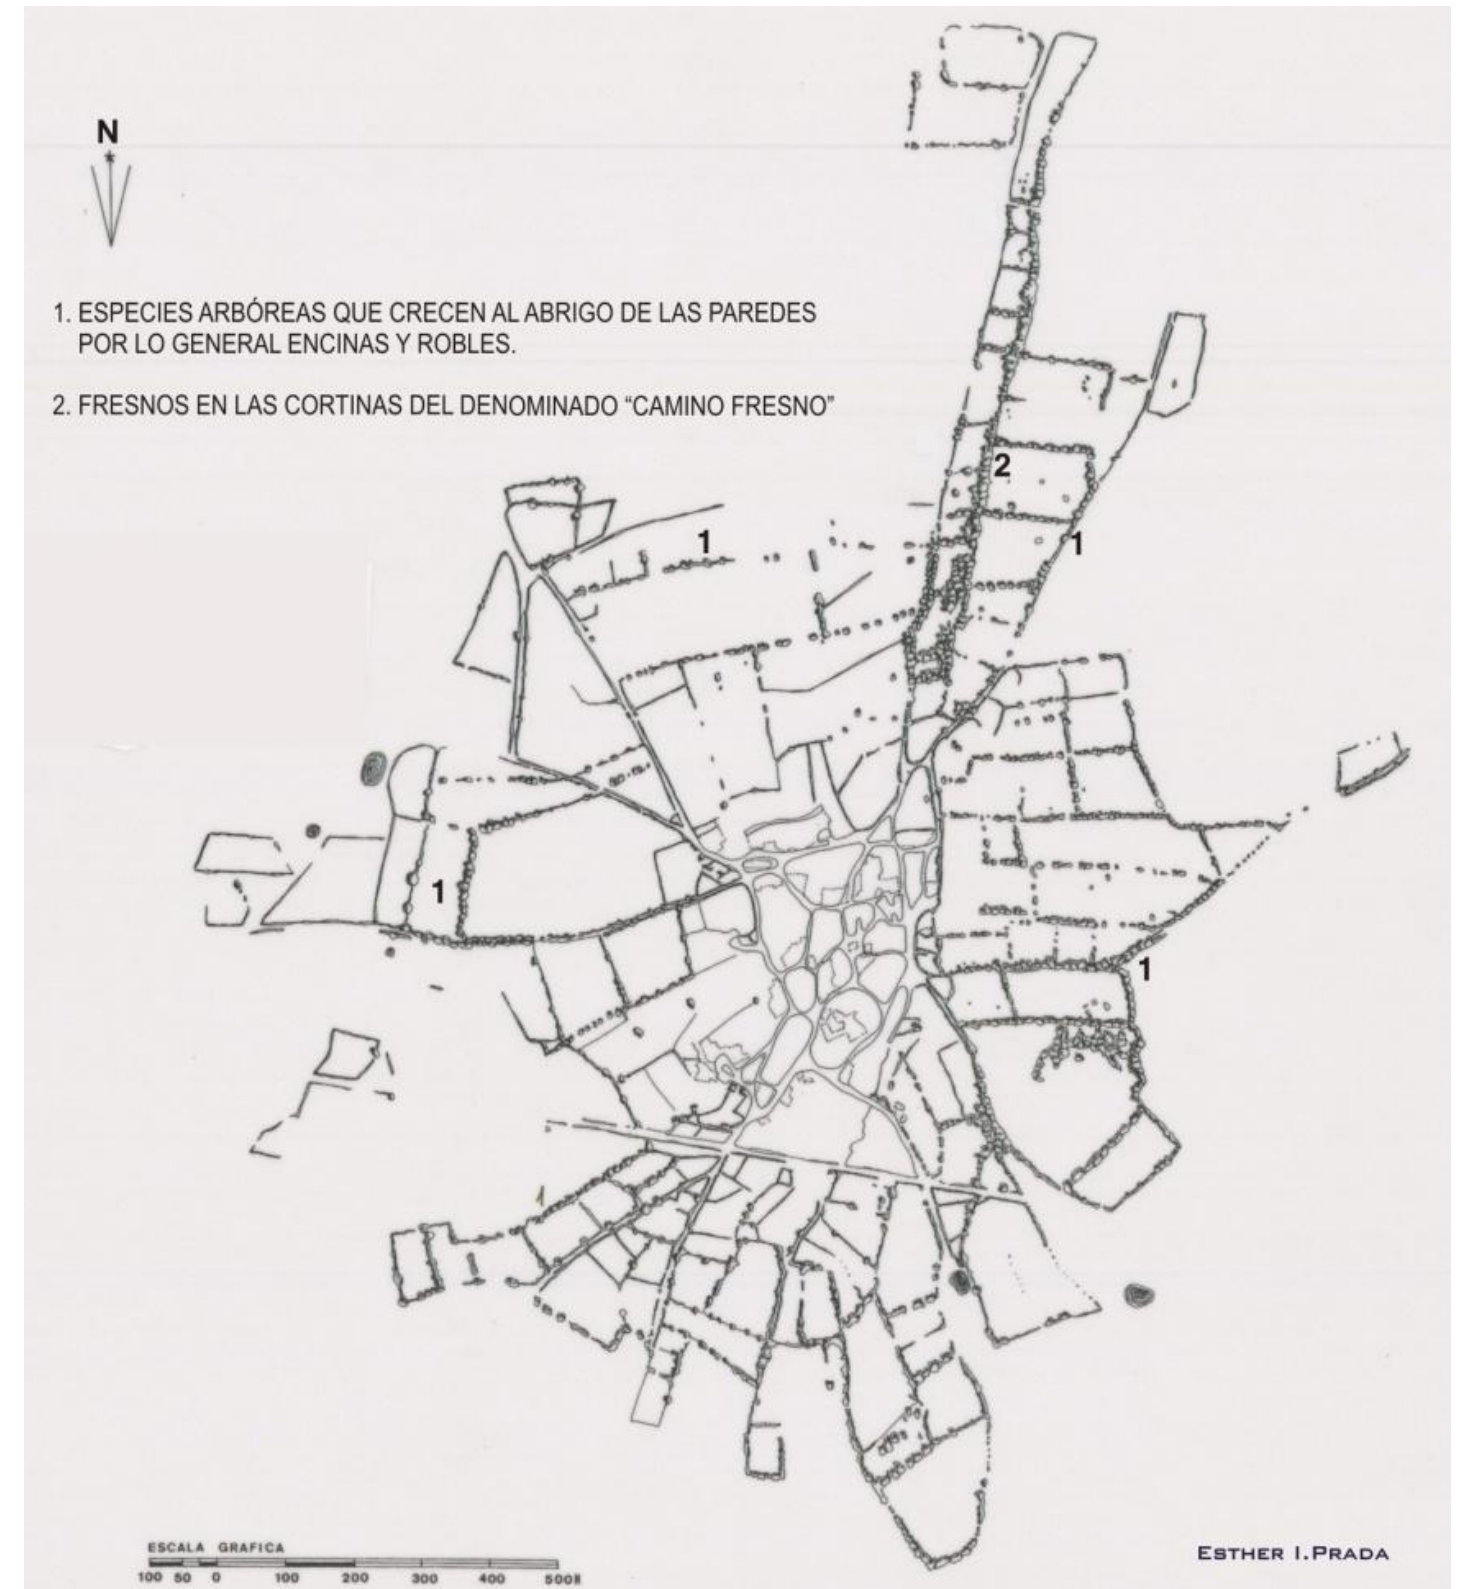 N
1. ESPECIES ARBÓREAS QUE CRECEN AL ABRIGO DE LAS PAREDES
POR LO GENERAL ENCINAS Y ROBLES.
2. FRESNOS EN LAS CORTINAS DEL DENOMINADO “CAMINO FRESNO”
2
1
1
1
1
1
ESCALA GRAFICA
100 50 0 100 200 300 400 500M
ESTHER I.PRADA